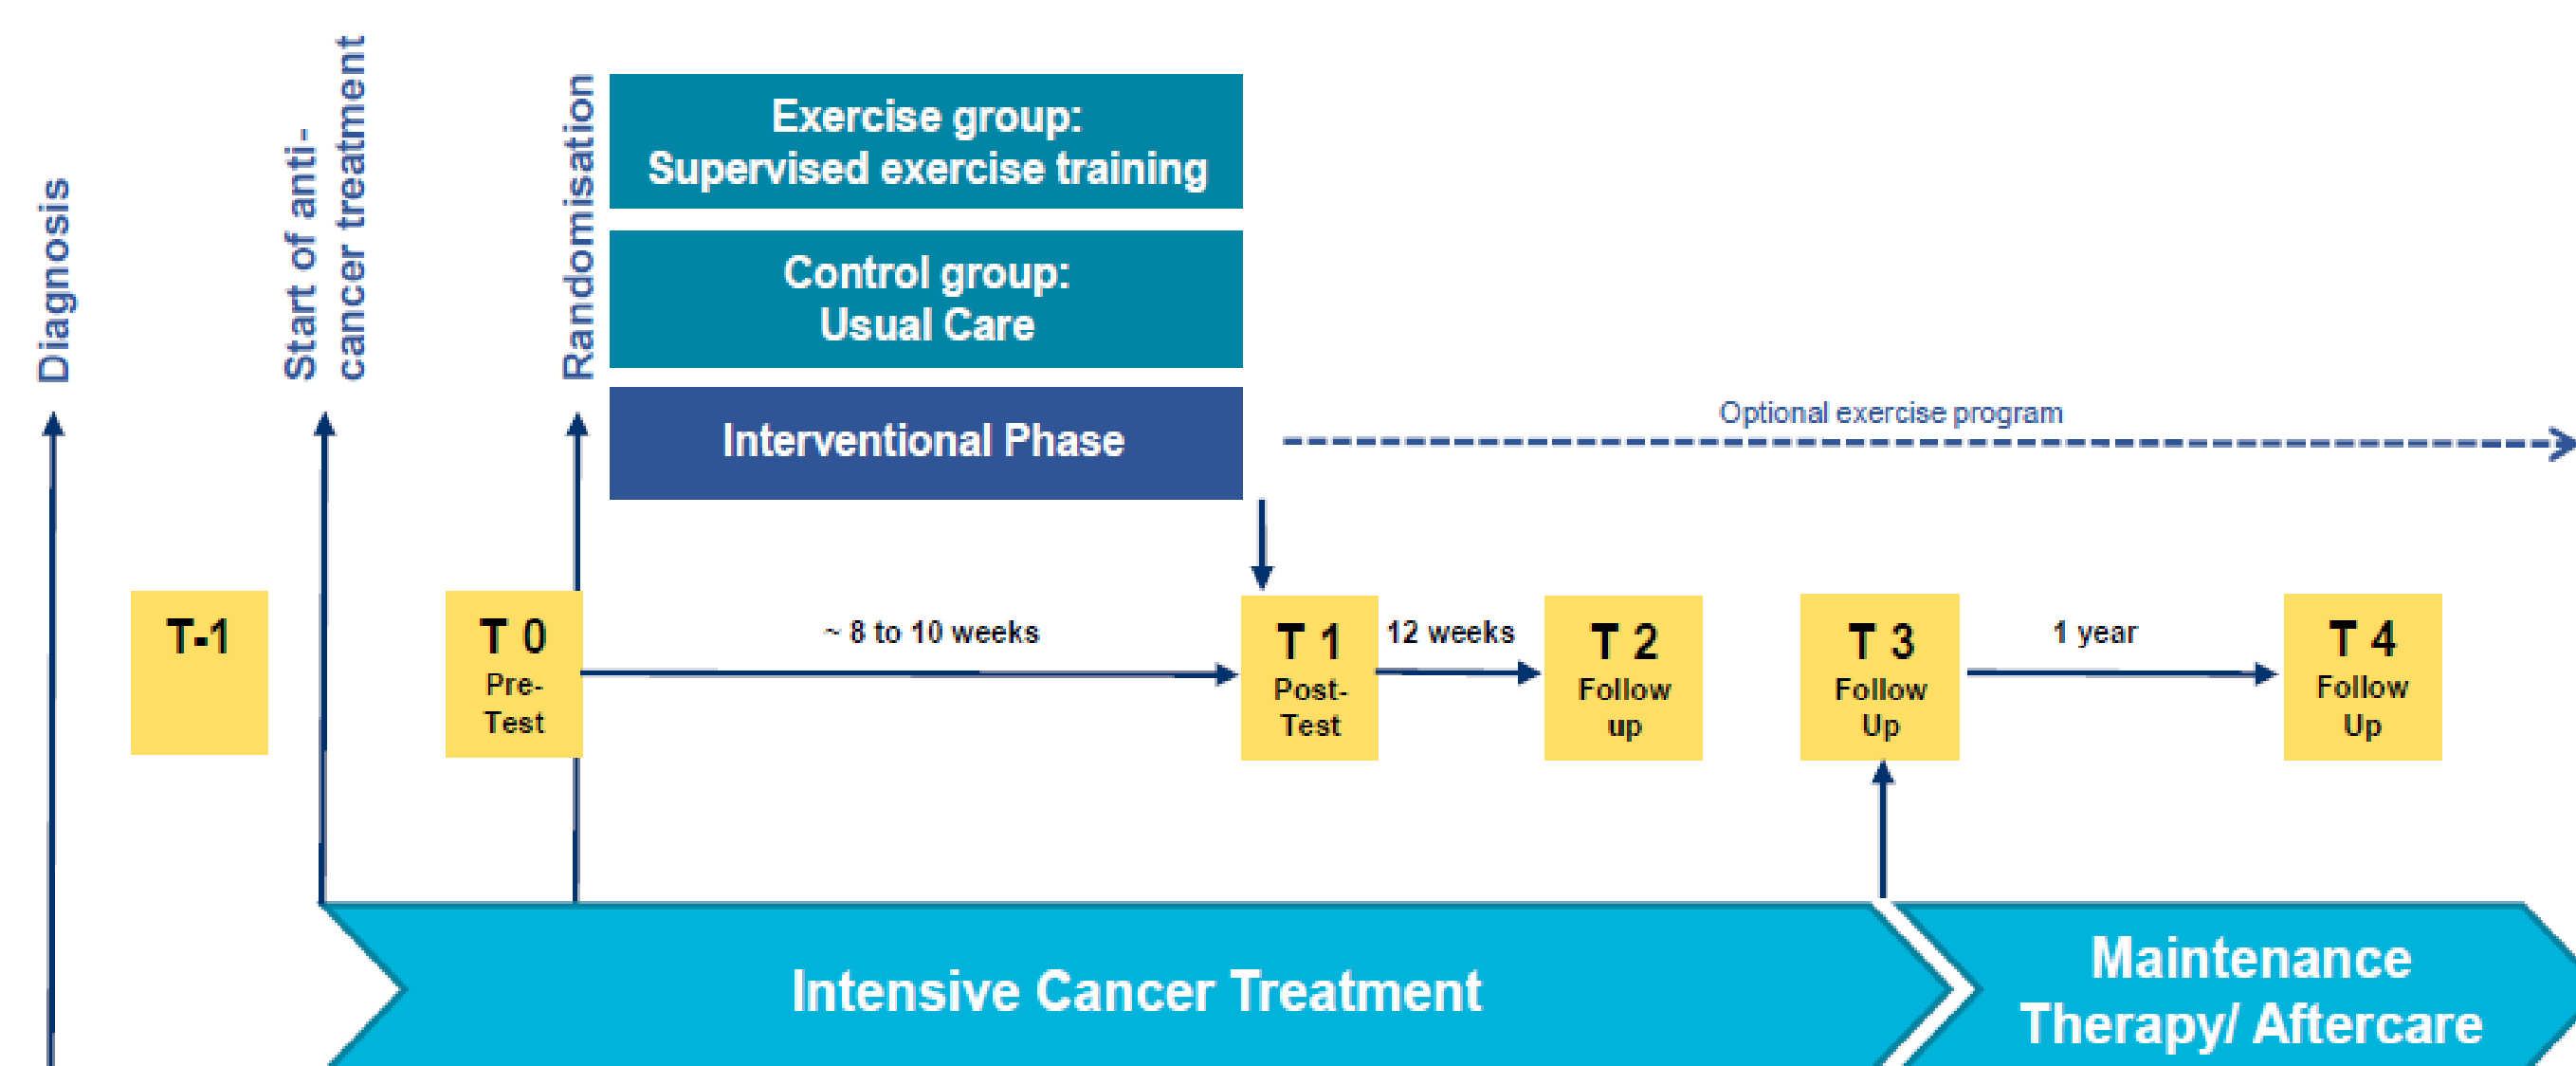 Diagnosis
Start of anti-
cancer treatment
Randomisation
Exercise group:
Supervised exercise training
Control group:
Usual Care
Interventional Phase
Optional exercise program
T-1
T 0
Pre-
Test
~ 8 to 10 weeks
T 1
Post-
Test
12 weeks
T 2
Follow
up
T 3
Follow
Up
1 year
T 4
Follow
Up
Intensive Cancer Treatment
Maintenance
Therapy/ Aftercare